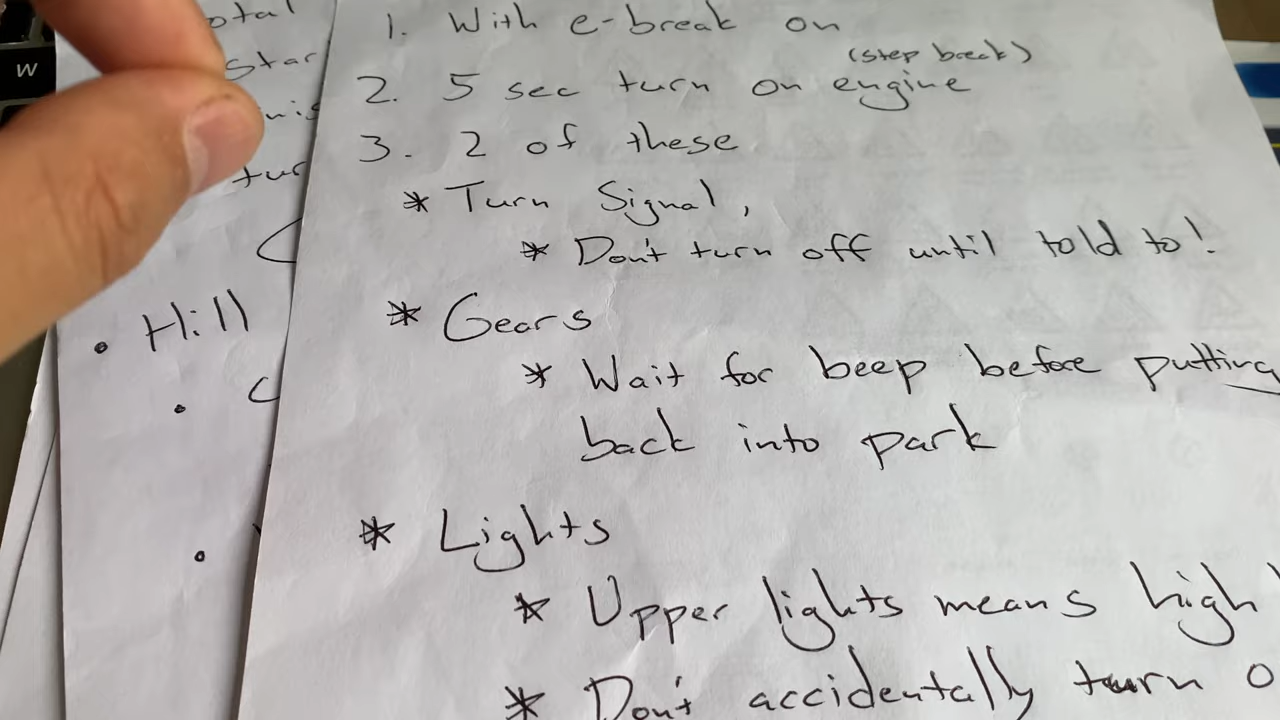 W
1. With e-break on
(step break)
2. 5 sec turn on engine
3. 2 of these
* Turn Signal,
* Don't turn off until told to!
* Gears
* Wait for beep before putting
back into park
* Lights
* Upper lights means high
* Don't accidentally turn
• Hill